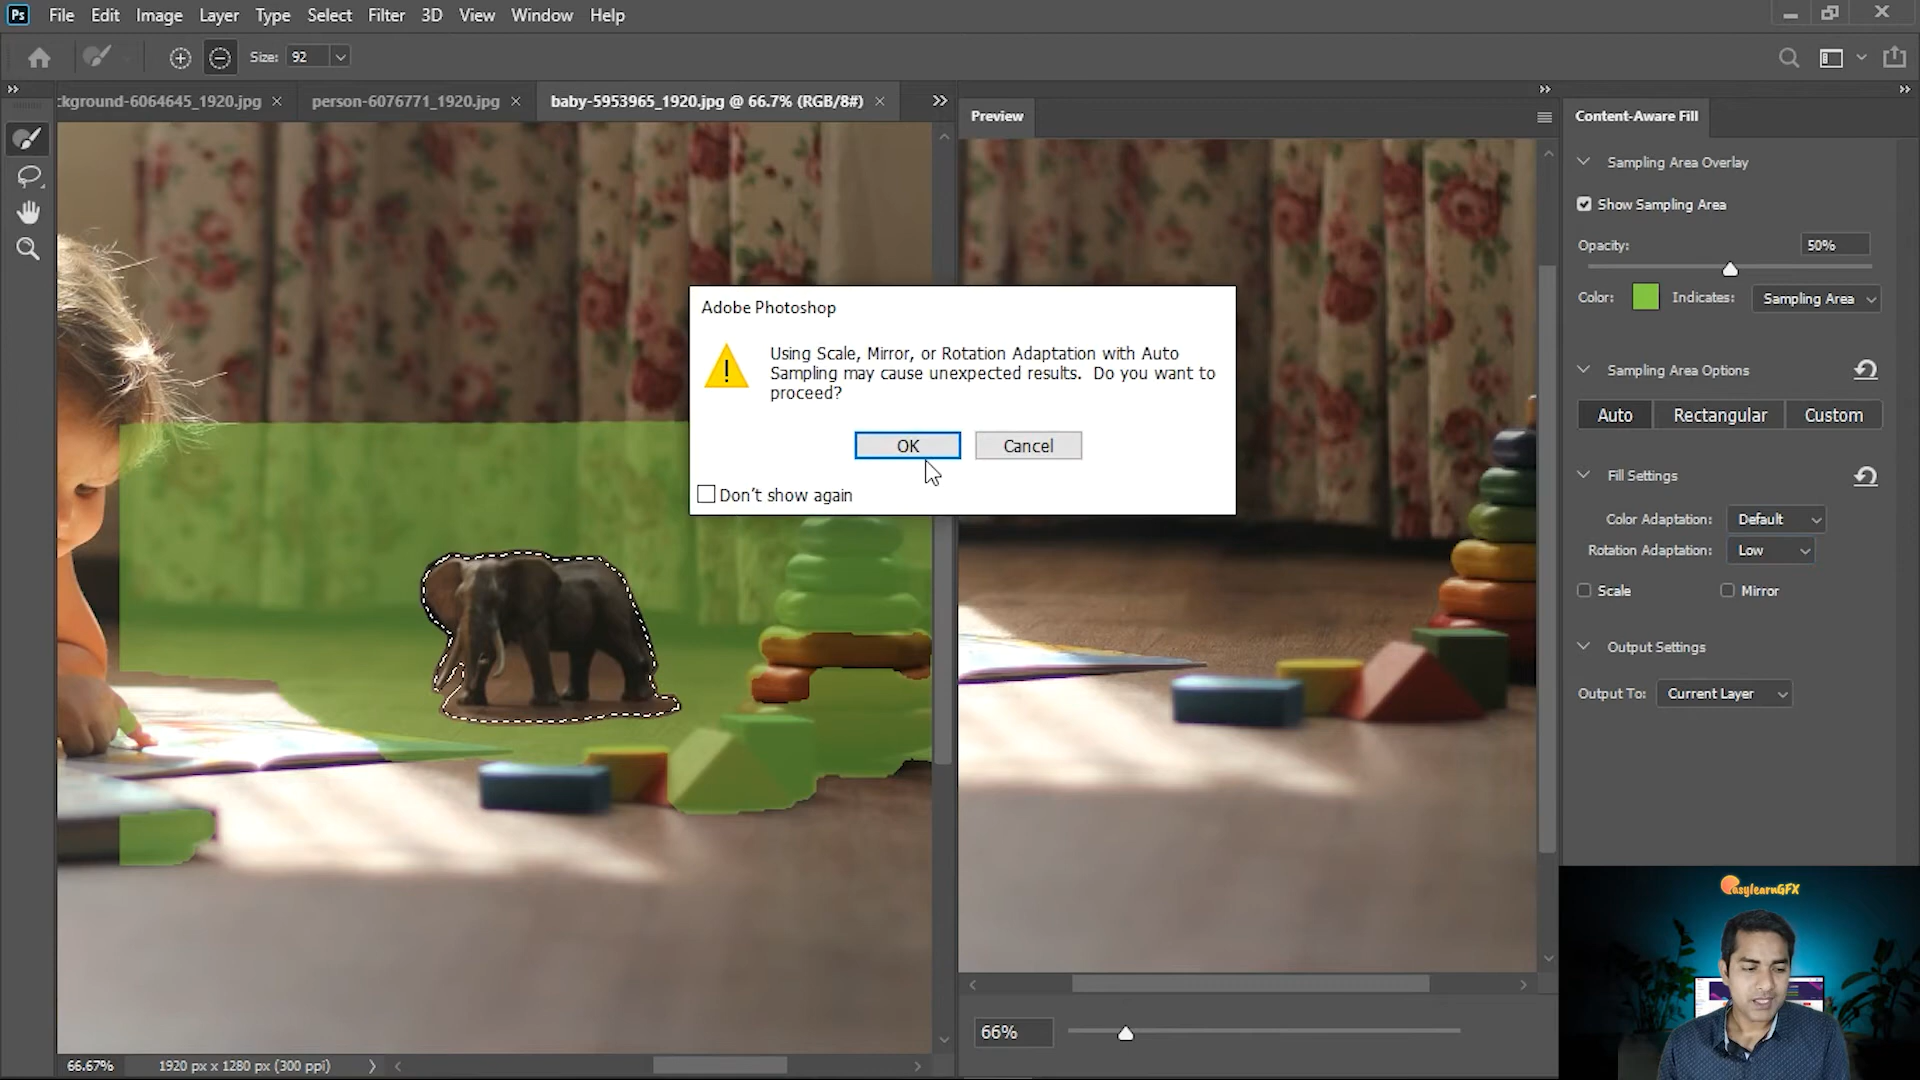 Ps File Edit Image Layer Type Select Filter 3D View Window Help
Size: 92
ckground-6064645_1920.jpg × person-6076771_1920.jpg × baby-5953965_1920.jpg @ 66.7% (RGB/8#) ×
Preview
Content-Aware Fill
Sampling Area Overlay
Show Sampling Area
Opacity: 50%
Color: Indicates: Sampling Area
Sampling Area Options
Auto Rectangular Custom
Fill Settings
Color Adaptation: Default
Rotation Adaptation: Low
Scale Mirror
Output Settings
Output To: Current Layer
Adobe Photoshop
Using Scale, Mirror, or Rotation Adaptation with Auto
Sampling may cause unexpected results. Do you want to
proceed?
OK Cancel
Don't show again
66%
66.67% 1920 px x 1280 px (300 ppi)
EasylearnGFX